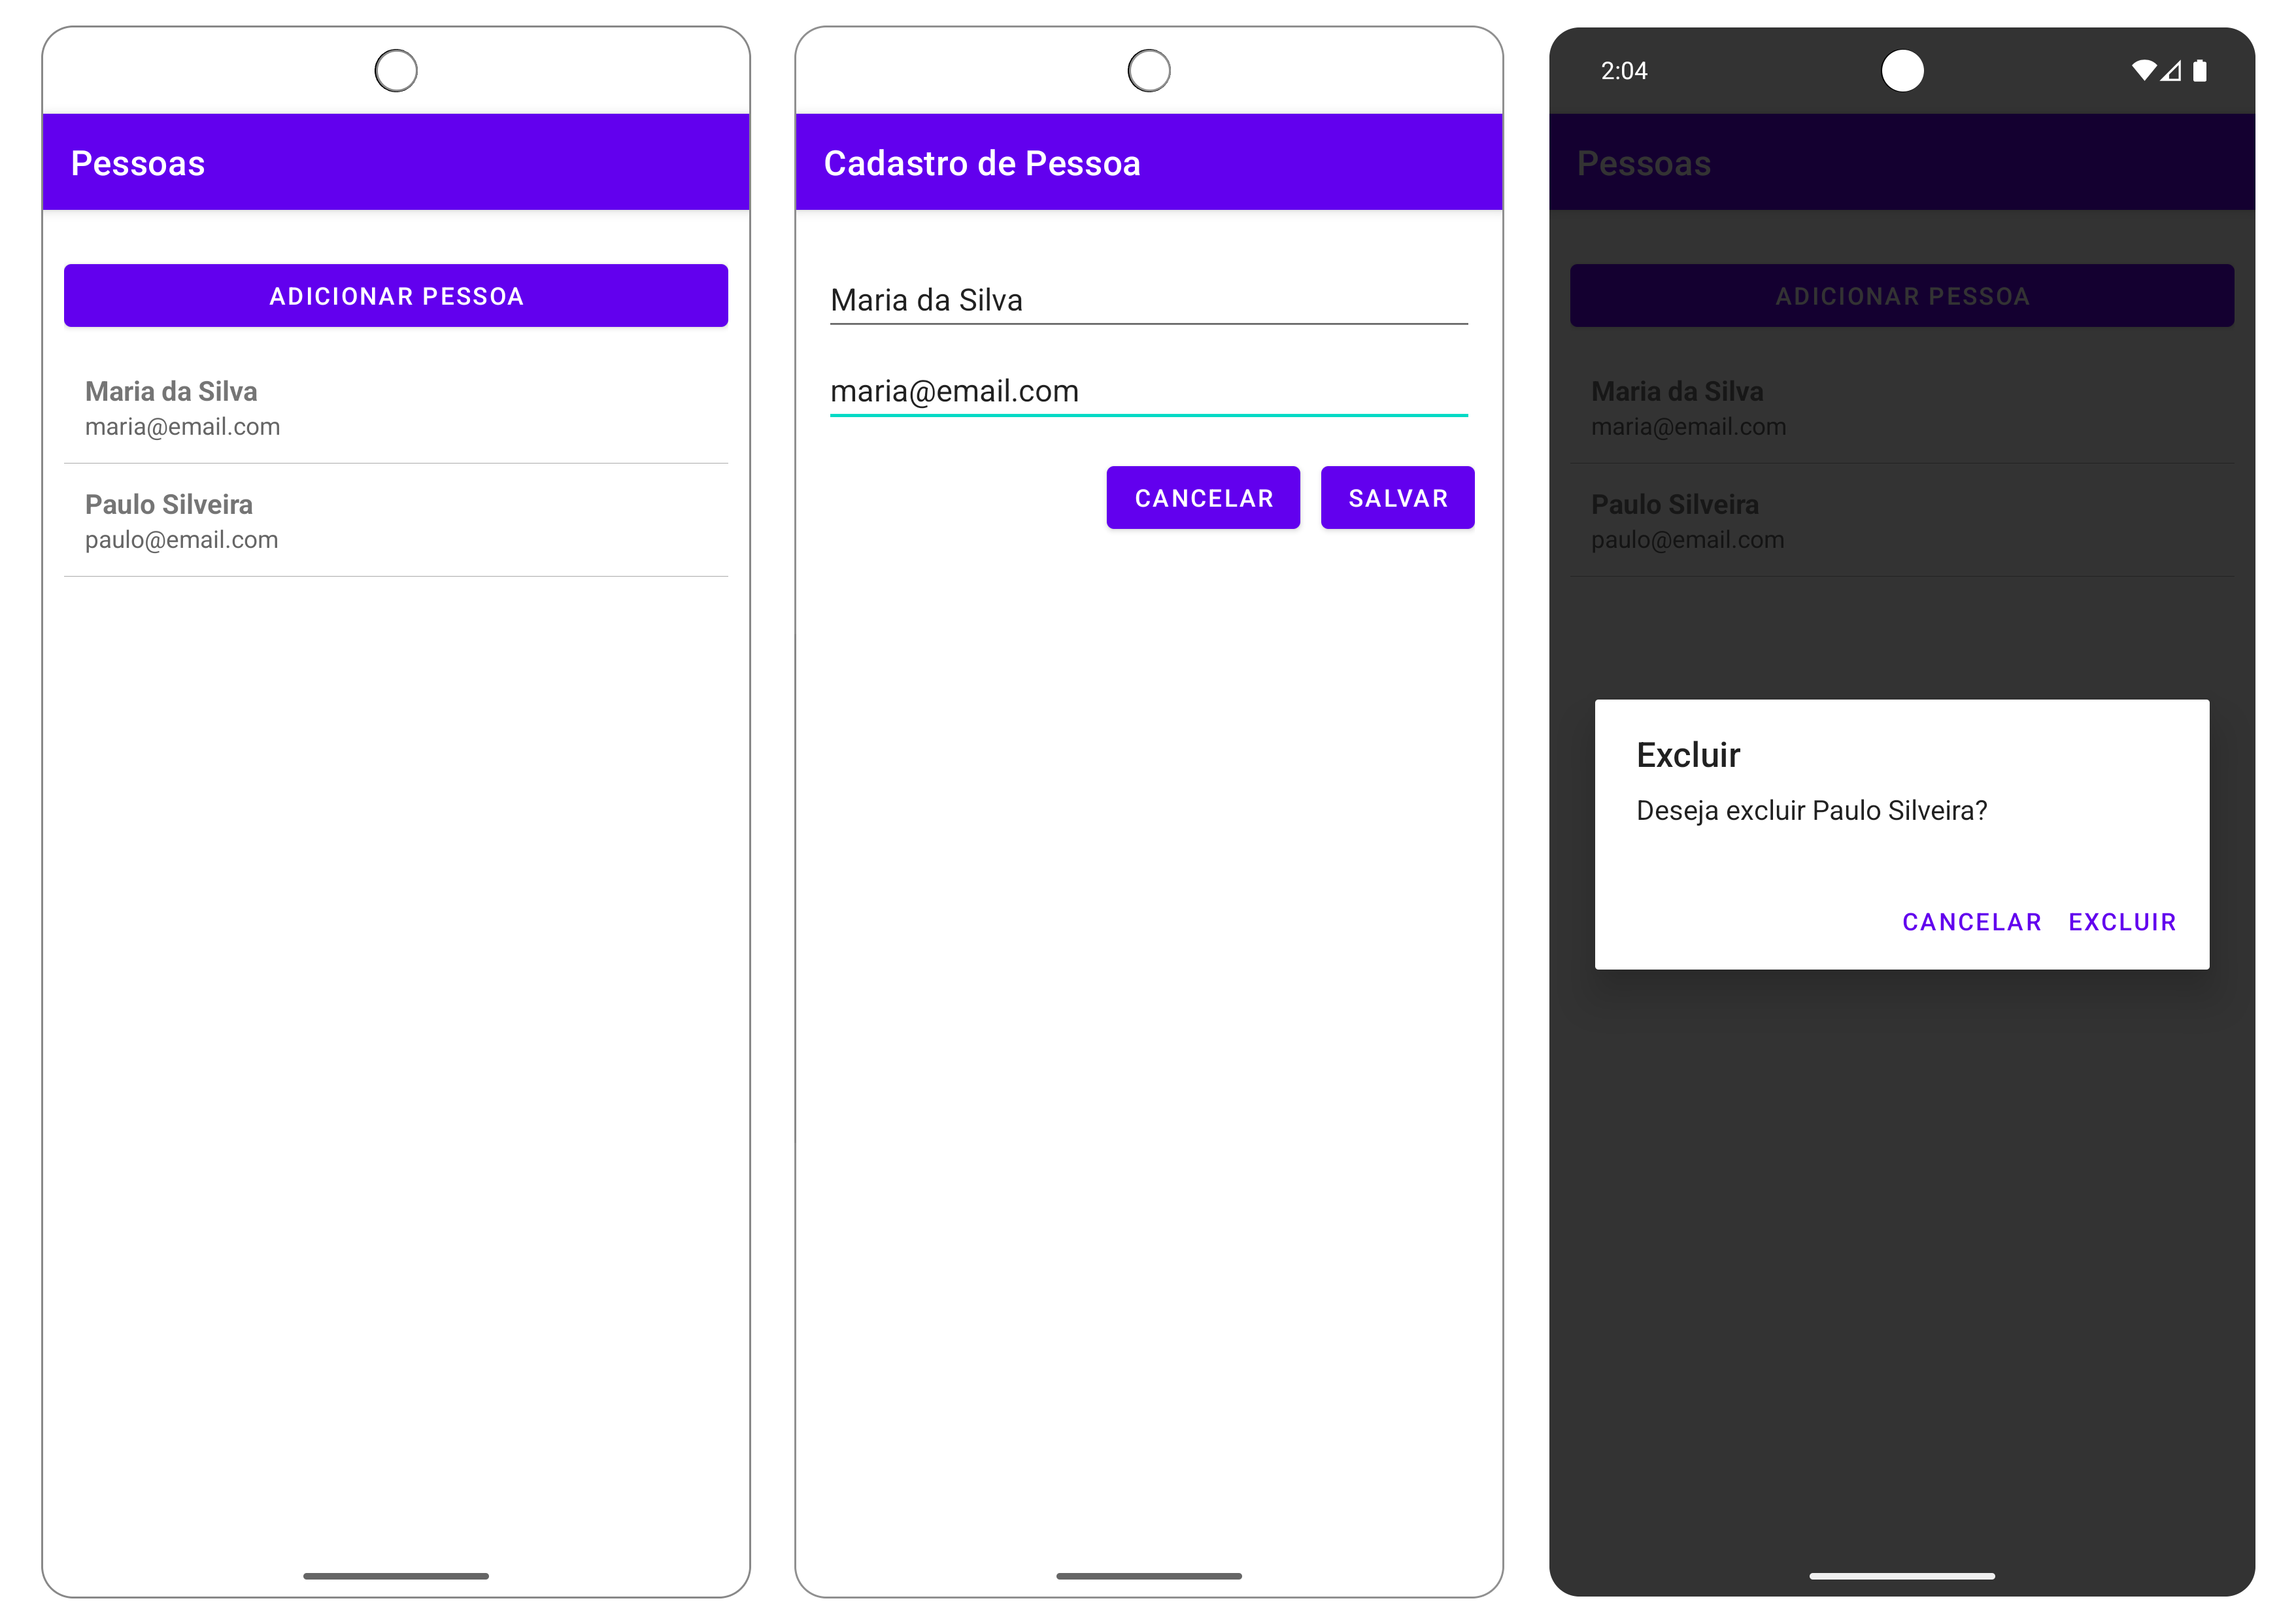 Pessoas
ADICIONAR PESSOA
Maria da Silva
maria@email.com
Paulo Silveira
paulo@email.com
Cadastro de Pessoa
Maria da Silva
maria@email.com
CANCELAR SALVAR
2:04
Pessoas
ADICIONAR PESSOA
Maria da Silva
maria@email.com
Paulo Silveira
paulo@email.com
Excluir
Deseja excluir Paulo Silveira?
CANCELAR EXCLUIR